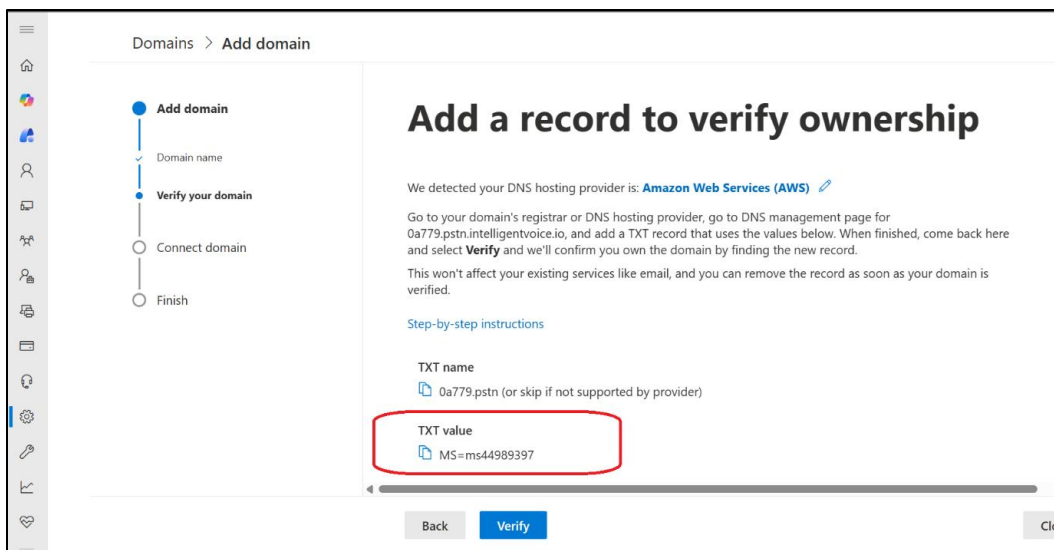 Domains > Add domain
Add domain
Domain name
Verify your domain
Connect domain
Finish
Add a record to verify ownership
We detected your DNS hosting provider is: Amazon Web Services (AWS)
Go to your domain's registrar or DNS hosting provider, go to DNS management page for
0a779.pstn.intelligentvoice.io, and add a TXT record that uses the values below. When finished, come back here
and select Verify and we'll confirm you own the domain by finding the new record.
This won't affect your existing services like email, and you can remove the record as soon as your domain is
verified.
Step-by-step instructions
TXT name
0a779.pstn (or skip if not supported by provider)
TXT value
MS=ms44989397
Back
Verify